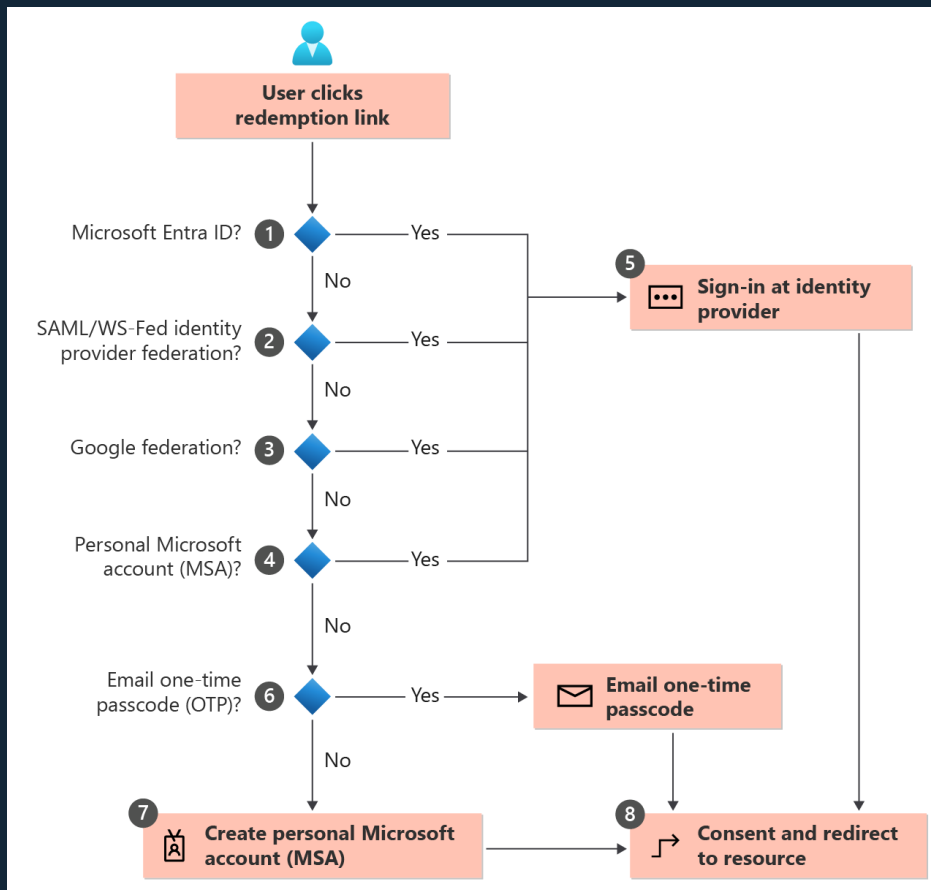 User clicks
redemption link
Microsoft Entra ID?
1
Yes
No
5
Sign-in at identity
provider
SAML/WS-Fed identity
provider federation?
2
Yes
No
Google federation?
3
Yes
No
Personal Microsoft
account (MSA)?
4
Yes
No
Email one-time
passcode (OTP)?
6
Yes
Email one-time
passcode
No
7
Create personal Microsoft
account (MSA)
8
Consent and redirect
to resource